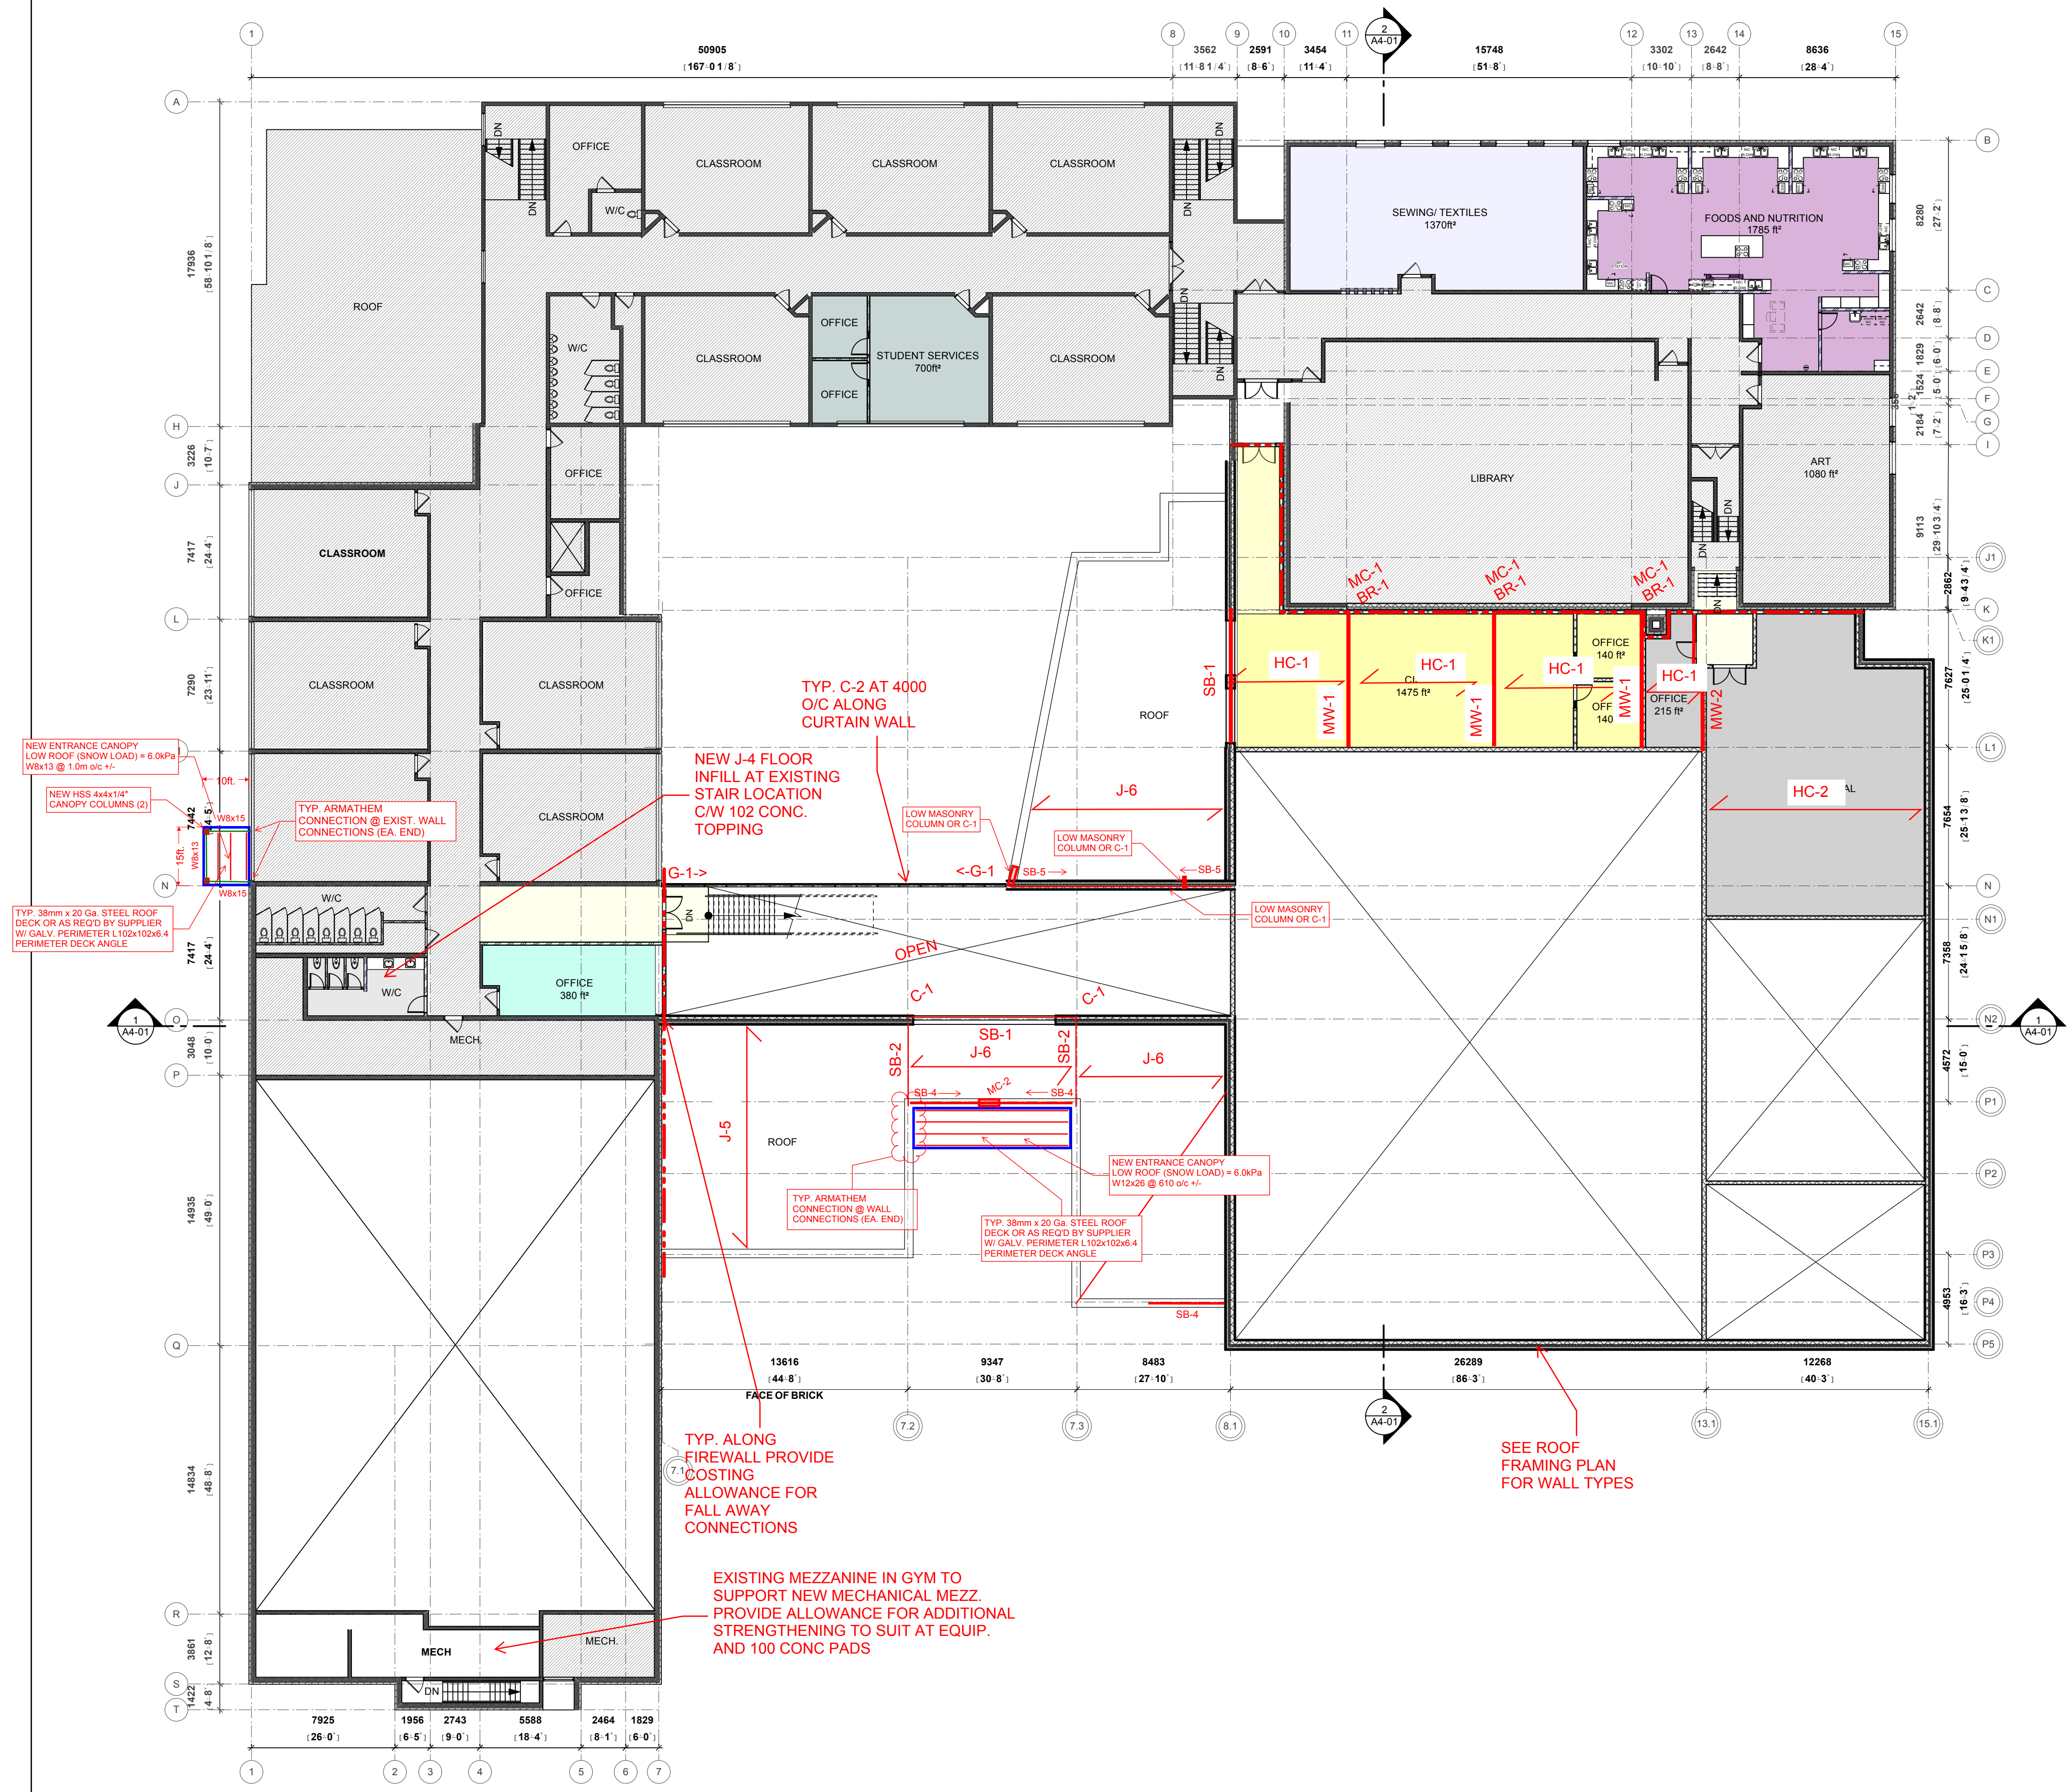 1
8
9
10
11
2
A4-01
12
13
14
15
50905
[167-0 1/8"]
3562
[11-8 1/4"]
2591
[8-6"]
3454
[11-4"]
15748
[51-8"]
3302
[10-10"]
2642
[8-8"]
8636
[28-4"]
A
H
J
L
N
O
P
Q
R
S
T
17936
[58-10 1/8"]
3226
[10-7"]
7417
[24-4"]
7290
[23-11"]
7442
7417
[24-4"]
3048
[10-0"]
14935
[49-0"]
14834
[48-8"]
3861
[12-8"]
1422
[4-8"]
B
C
D
E
F
G
I
J1
K
K1
L1
N
N1
N2
P1
P2
P3
P4
P5
8280
[27-2"]
2642
[8-8"]
1829
[6-0"]
1524
[5-0"]
356
[1-2"]
2184
[7-2"]
9113
[29-10 3/4"]
2862
[9-4 3/4"]
7627
[25-0 1/4"]
7654
[25-1 3/8"]
7358
[24-1 5/8"]
4572
[15-0"]
4953
[16-3"]
DN
DN
OFFICE
W/C
CLASSROOM
CLASSROOM
CLASSROOM
DN
DN
SEWING/ TEXTILES
1370ft²
FOODS AND NUTRITION
1785 ft²
ROOF
W/C
CLASSROOM
OFFICE
OFFICE
STUDENT SERVICES
700ft²
CLASSROOM
DN
DN
OFFICE
OFFICE
LIBRARY
ART
1080 ft²
DN
DN
DN
CLASSROOM
CLASSROOM
CLASSROOM
CLASSROOM
MC-1
BR-1
MC-1
BR-1
MC-1
BR-1
SB-1
HC-1
HC-1
HC-1
HC-1
MW-1
MW-1
MW-1
MW-2
1475 ft²
OFFICE
140 ft²
140
OFFICE
215 ft²
HC-2
AL
ROOF
TYP. C-2 AT 4000
O/C ALONG
CURTAIN WALL
NEW J-4 FLOOR
INFILL AT EXISTING
STAIR LOCATION
C/W 102 CONC.
TOPPING
NEW ENTRANCE CANOPY
LOW ROOF (SNOW LOAD) = 6.0kPa
W8x13 @ 1.0m o/c +/-
10ft.
NEW HSS 4x4x1/4"
CANOPY COLUMNS (2)
W8x15
TYP. ARMATHEM
CONNECTION @ EXIST. WALL
CONNECTIONS (EA. END)
15ft.
W8x13
W8x15
TYP. 38mm x 20 Ga. STEEL ROOF
DECK OR AS REQ'D BY SUPPLIER
W/ GALV. PERIMETER L102x102x6.4
PERIMETER DECK ANGLE
J-6
LOW MASONRY
COLUMN OR C-1
LOW MASONRY
COLUMN OR C-1
G-1->
<-G-1
SB-5
SB-5
LOW MASONRY
COLUMN OR C-1
W/C
W/C
OFFICE
380 ft²
MECH.
DN
OPEN
C-1
C-1
SB-2
SB-1
SB-2
J-6
J-6
SB-4
MC-2
SB-4
J-5
ROOF
NEW ENTRANCE CANOPY
LOW ROOF (SNOW LOAD) = 6.0kPa
W12x26 @ 610 o/c +/-
TYP. ARMATHEM
CONNECTION @ WALL
CONNECTIONS (EA. END)
TYP. 38mm x 20 Ga. STEEL ROOF
DECK OR AS REQ'D BY SUPPLIER
W/ GALV. PERIMETER L102x102x6.4
PERIMETER DECK ANGLE
SB-4
1
A4-01
1
A4-01
13616
[44-8"]
FACE OF BRICK
9347
[30-8"]
8483
[27-10"]
26289
[86-3"]
12268
[40-3"]
7.1
7.2
7.3
8.1
2
A4-01
13.1
15.1
TYP. ALONG
FIREWALL PROVIDE
COSTING
ALLOWANCE FOR
FALL AWAY
CONNECTIONS
SEE ROOF
FRAMING PLAN
FOR WALL TYPES
EXISTING MEZZANINE IN GYM TO
SUPPORT NEW MECHANICAL MEZZ.
PROVIDE ALLOWANCE FOR ADDITIONAL
STRENGTHENING TO SUIT AT EQUIP.
AND 100 CONC PADS
MECH
MECH.
DN
7925
[26-0"]
1956
[6-5"]
2743
[9-0"]
5588
[18-4"]
2464
[8-1"]
1829
[6-0"]
1
2
3
4
5
6
7